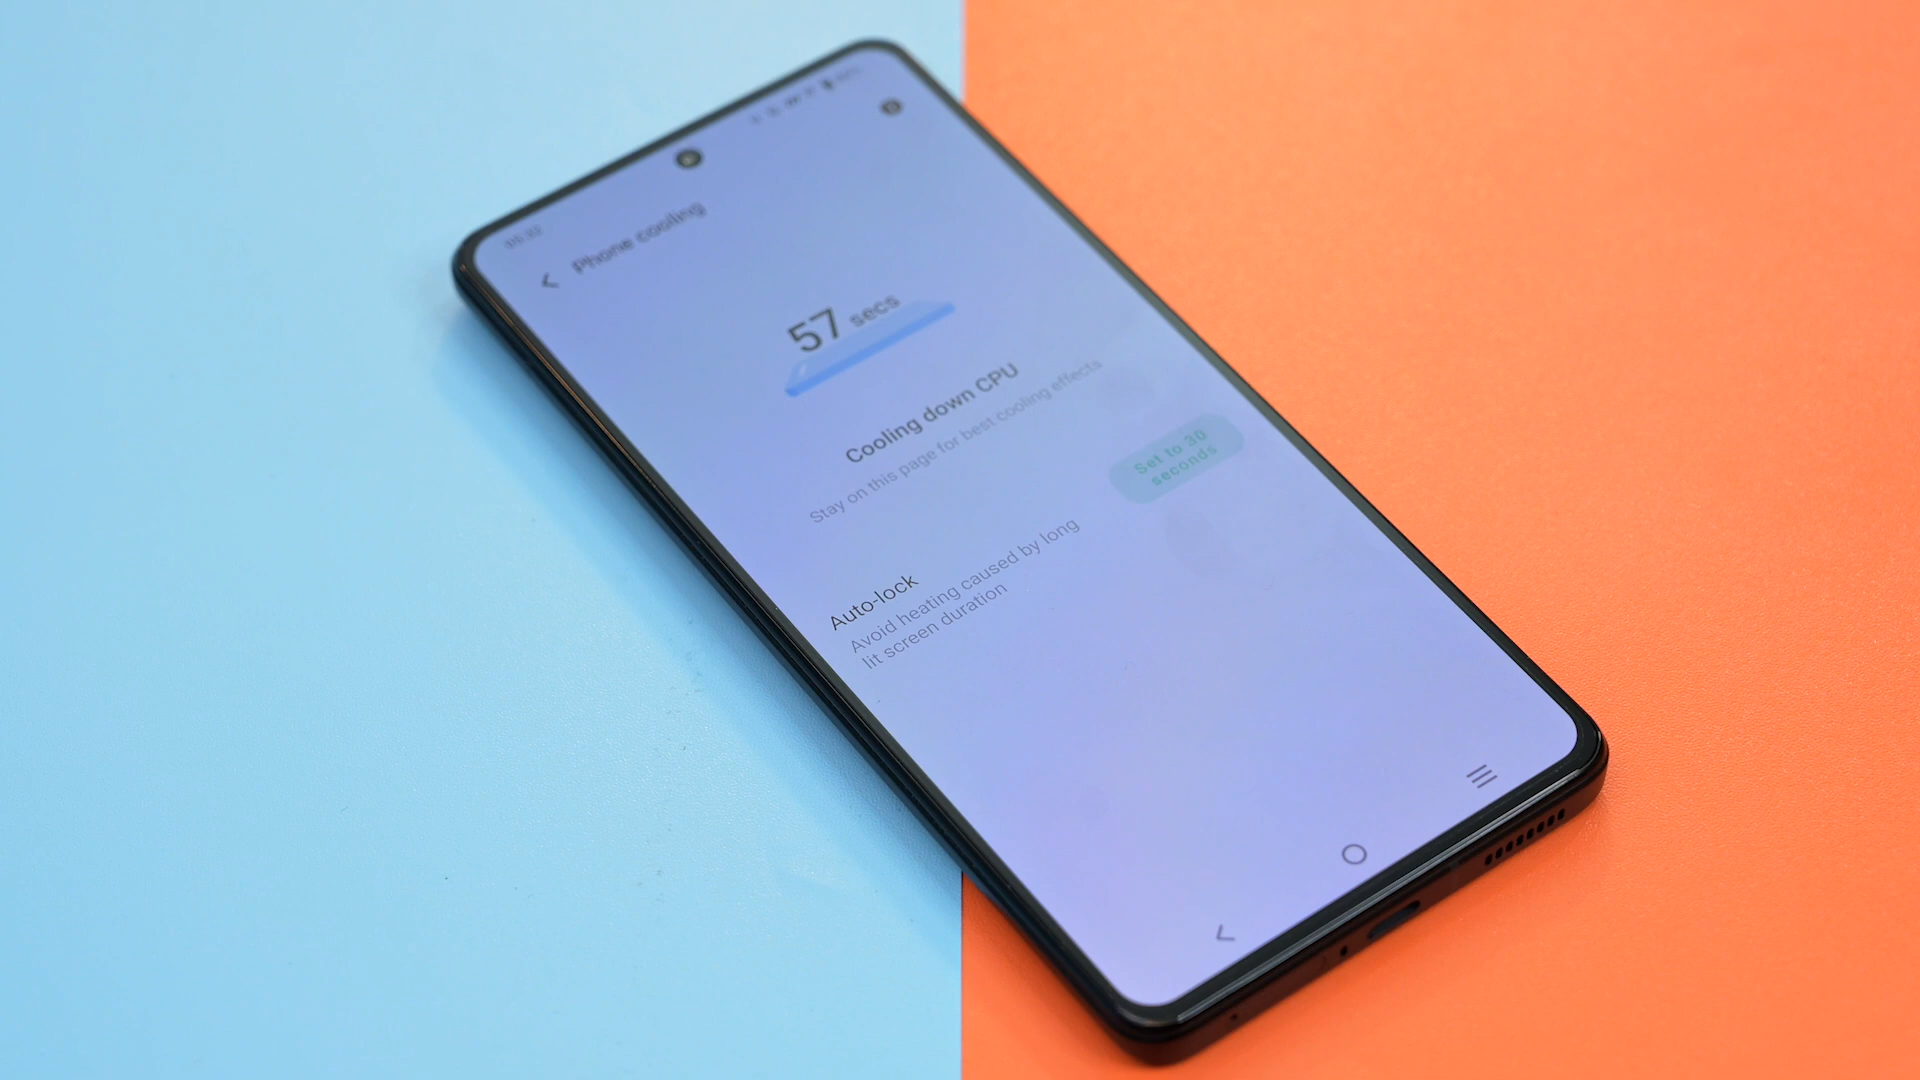 Phone cooling
57 secs
Cooling down CPU
Stay on this page for best cooling effects
Set to 30
seconds
Auto-lock
Avoid heating caused by long
lit screen duration